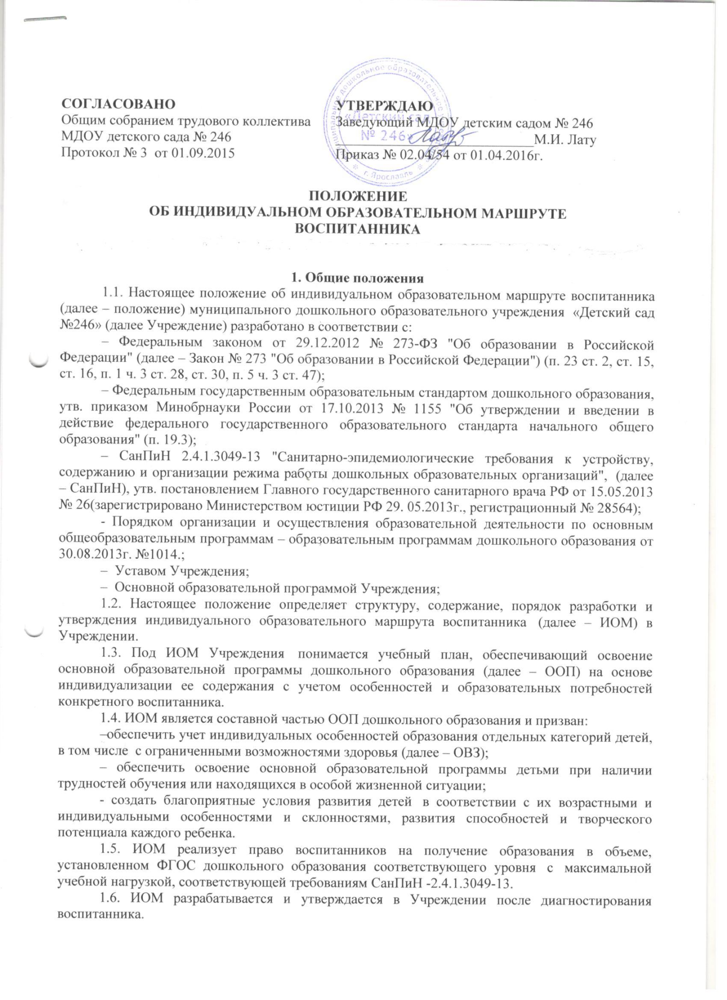 СОГЛАСОВАНО
Общим собранием трудового коллектива
МДОУ детского сада № 246
Протокол № 3 от 01.09.2015
УТВЕРЖДАЮ
Заведующий МДОУ детским садом № 246
М.И. Лату
Приказ № 02.04/54 от 01.04.2016г.
муниципальное дошкольное образовательное учреждение
«Детский сад
№ 246»
г. Ярославль
ПОЛОЖЕНИЕ
ОБ ИНДИВИДУАЛЬНОМ ОБРАЗОВАТЕЛЬНОМ МАРШРУТЕ
ВОСПИТАННИКА
1. Общие положения
1.1. Настоящее положение об индивидуальном образовательном маршруте воспитанника
(далее – положение) муниципального дошкольного образовательного учреждения «Детский сад
№246» (далее Учреждение) разработано в соответствии с:
– Федеральным законом от 29.12.2012 № 273-ФЗ "Об образовании в Российской
Федерации" (далее – Закон № 273 "Об образовании в Российской Федерации") (п. 23 ст. 2, ст. 15,
ст. 16, п. 1 ч. 3 ст. 28, ст. 30, п. 5 ч. 3 ст. 47);
– Федеральным государственным образовательным стандартом дошкольного образования,
утв. приказом Минобрнауки России от 17.10.2013 № 1155 "Об утверждении и введении в
действие федерального государственного образовательного стандарта начального общего
образования" (п. 19.3);
– СанПиН 2.4.1.3049-13 "Санитарно-эпидемиологические требования к устройству,
содержанию и организации режима работы дошкольных образовательных организаций", (далее
– СанПиН), утв. постановлением Главного государственного санитарного врача РФ от 15.05.2013
№ 26(зарегистрировано Министерством юстиции РФ 29. 05.2013г., регистрационный № 28564);
- Порядком организации и осуществления образовательной деятельности по основным
общеобразовательным программам – образовательным программам дошкольного образования от
30.08.2013г. №1014.;
– Уставом Учреждения;
– Основной образовательной программой Учреждения;
1.2. Настоящее положение определяет структуру, содержание, порядок разработки и
утверждения индивидуального образовательного маршрута воспитанника (далее – ИОМ) в
Учреждении.
1.3. Под ИОМ Учреждения понимается учебный план, обеспечивающий освоение
основной образовательной программы дошкольного образования (далее – ООП) на основе
индивидуализации ее содержания с учетом особенностей и образовательных потребностей
конкретного воспитанника.
1.4. ИОМ является составной частью ООП дошкольного образования и призван:
–обеспечить учет индивидуальных особенностей образования отдельных категорий детей,
в том числе с ограниченными возможностями здоровья (далее – ОВЗ);
– обеспечить освоение основной образовательной программы детьми при наличии
трудностей обучения или находящихся в особой жизненной ситуации;
- создать благоприятные условия развития детей в соответствии с их возрастными и
индивидуальными особенностями и склонностями, развития способностей и творческого
потенциала каждого ребенка.
1.5. ИОМ реализует право воспитанников на получение образования в объеме,
установленном ФГОС дошкольного образования соответствующего уровня с максимальной
учебной нагрузкой, соответствующей требованиям СанПиН -2.4.1.3049-13.
1.6. ИОМ разрабатывается и утверждается в Учреждении после диагностирования
воспитанника.